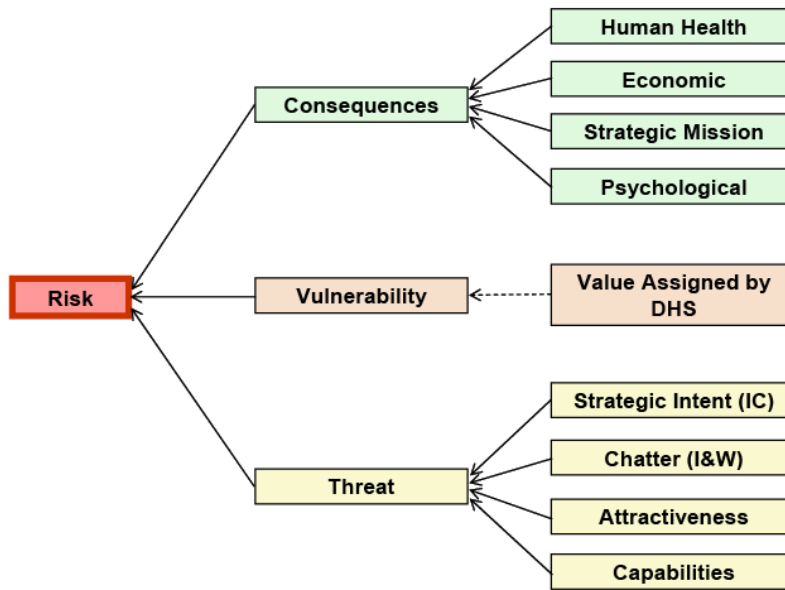 Human Health
Economic
Consequences
Strategic Mission
Psychological
Risk
Vulnerability
Value Assigned by
DHS
Strategic Intent (IC)
Chatter (I&W)
Threat
Attractiveness
Capabilities